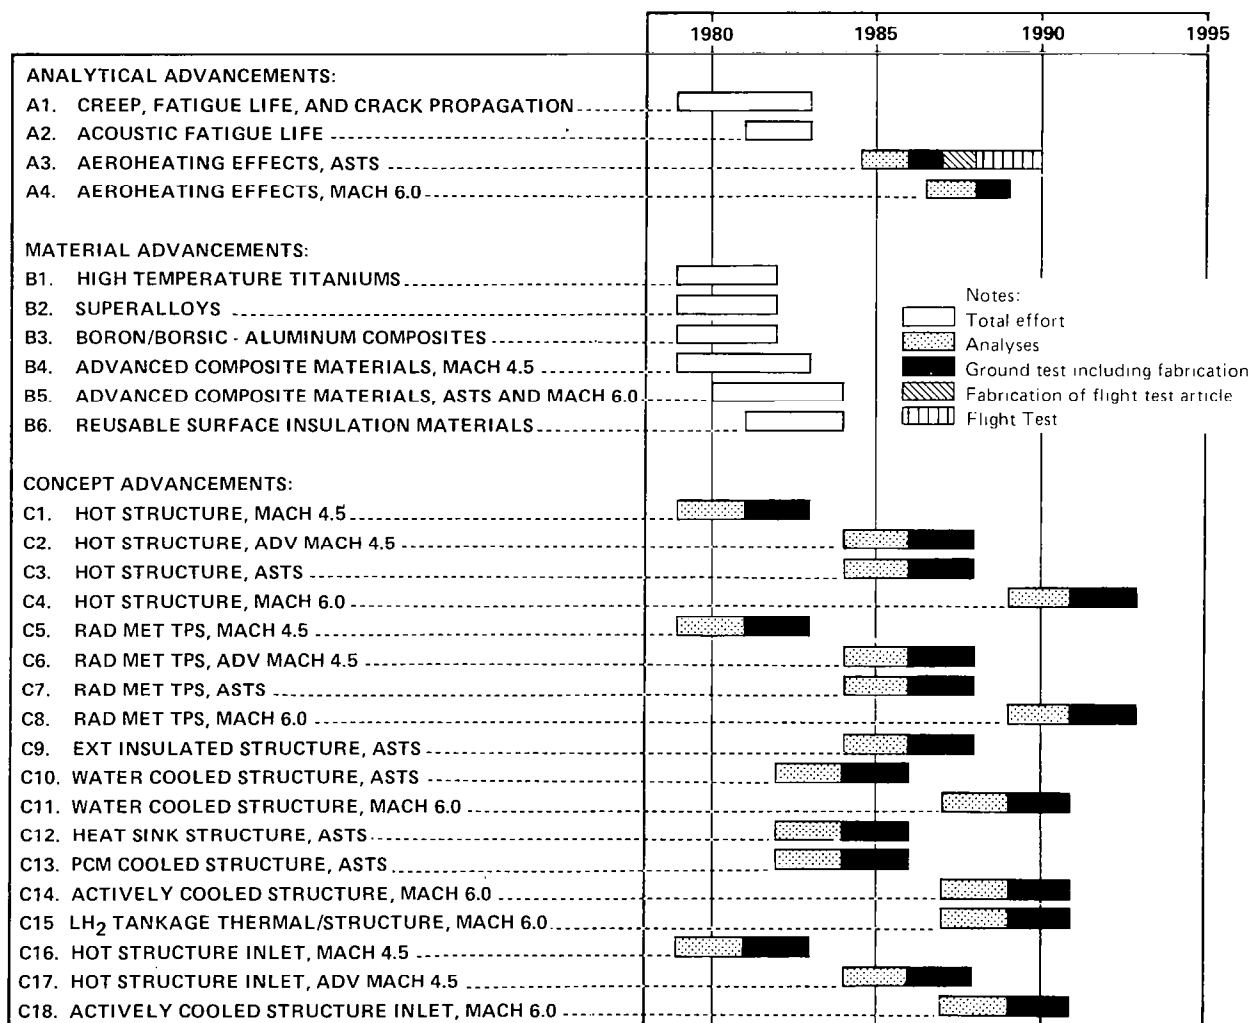 1980 1985 1990 1995
ANALYTICAL ADVANCEMENTS:
A1. CREEP, FATIGUE LIFE, AND CRACK PROPAGATION
A2. ACOUSTIC FATIGUE LIFE
A3. AEROHEATING EFFECTS, ASTS
A4. AEROHEATING EFFECTS, MACH 6.0
MATERIAL ADVANCEMENTS:
B1. HIGH TEMPERATURE TITANIUMS
B2. SUPERALLOYS
B3. BORON/BORSIC - ALUMINUM COMPOSITES
B4. ADVANCED COMPOSITE MATERIALS, MACH 4.5
B5. ADVANCED COMPOSITE MATERIALS, ASTS AND MACH 6.0
B6. REUSABLE SURFACE INSULATION MATERIALS
Notes:
Total effort
Analyses
Ground test including fabrication
Fabrication of flight test article
Flight Test
CONCEPT ADVANCEMENTS:
C1. HOT STRUCTURE, MACH 4.5
C2. HOT STRUCTURE, ADV MACH 4.5
C3. HOT STRUCTURE, ASTS
C4. HOT STRUCTURE, MACH 6.0
C5. RAD MET TPS, MACH 4.5
C6. RAD MET TPS, ADV MACH 4.5
C7. RAD MET TPS, ASTS
C8. RAD MET TPS, MACH 6.0
C9. EXT INSULATED STRUCTURE, ASTS
C10. WATER COOLED STRUCTURE, ASTS
C11. WATER COOLED STRUCTURE, MACH 6.0
C12. HEAT SINK STRUCTURE, ASTS
C13. PCM COOLED STRUCTURE, ASTS
C14. ACTIVELY COOLED STRUCTURE, MACH 6.0
C15 LH2 TANKAGE THERMAL/STRUCTURE, MACH 6.0
C16. HOT STRUCTURE INLET, MACH 4.5
C17. HOT STRUCTURE INLET, ADV MACH 4.5
C18. ACTIVELY COOLED STRUCTURE INLET, MACH 6.0